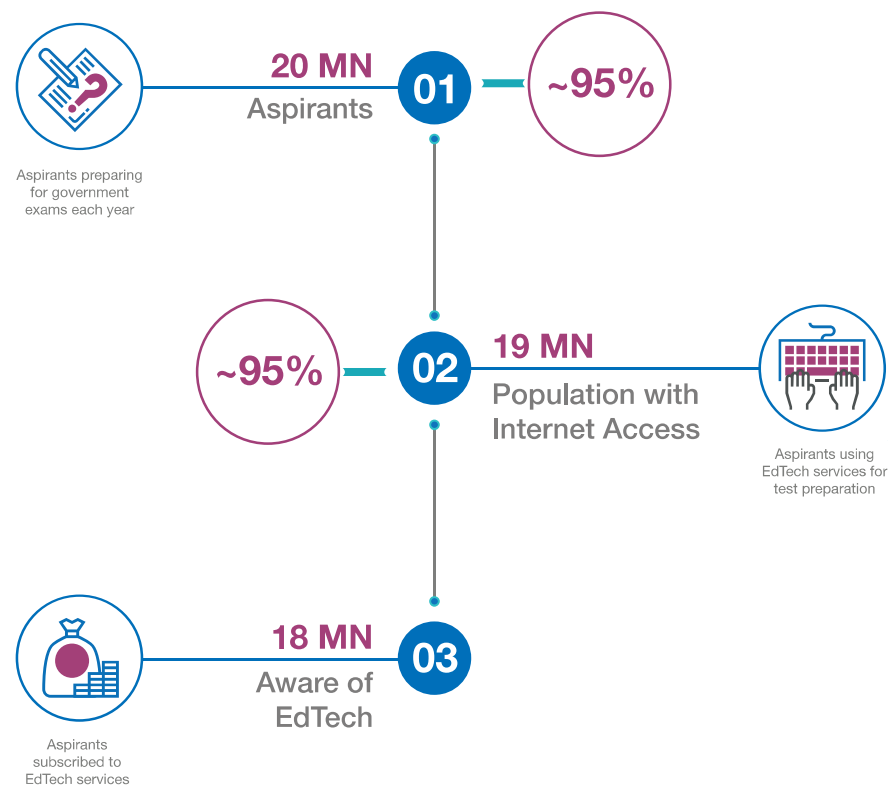 20 MN
Aspirants
01
~95%
Aspirants preparing
for government
exams each year
~95%
02
19 MN
Population with
Internet Access
Aspirants using
EdTech services for
test preparation
18 MN
Aware of
EdTech
03
Aspirants
subscribed to
EdTech services